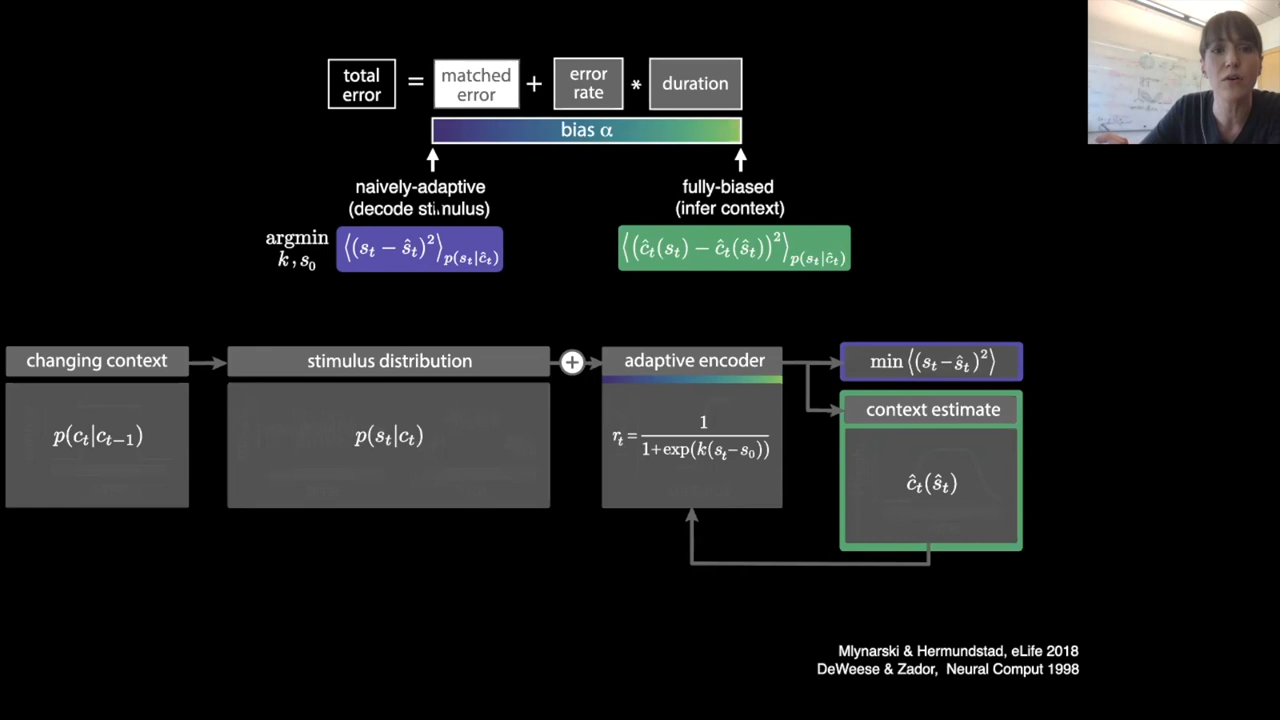 total error = matched error + error rate * duration
bias α
naively-adaptive
(decode stimulus)
fully-biased
(infer context)
argmin k, s₀ ⟨(sₜ − ŝₜ)²⟩ₚ₍ₛₜ|ĉₜ₎
⟨(ĉₜ(sₜ) − ĉₜ(ŝₜ))²⟩ₚ₍ₛₜ|ĉₜ₎
changing context
stimulus distribution
+
adaptive encoder
min⟨(sₜ − ŝₜ)²⟩
context estimate
p(cₜ|cₜ₋₁)
p(sₜ|cₜ)
rₜ = 1 / (1+exp(k(sₜ−s₀)))
ĉₜ(ŝₜ)
Mlynarski & Hermundstad, eLife 2018
DeWeese & Zador, Neural Comput 1998